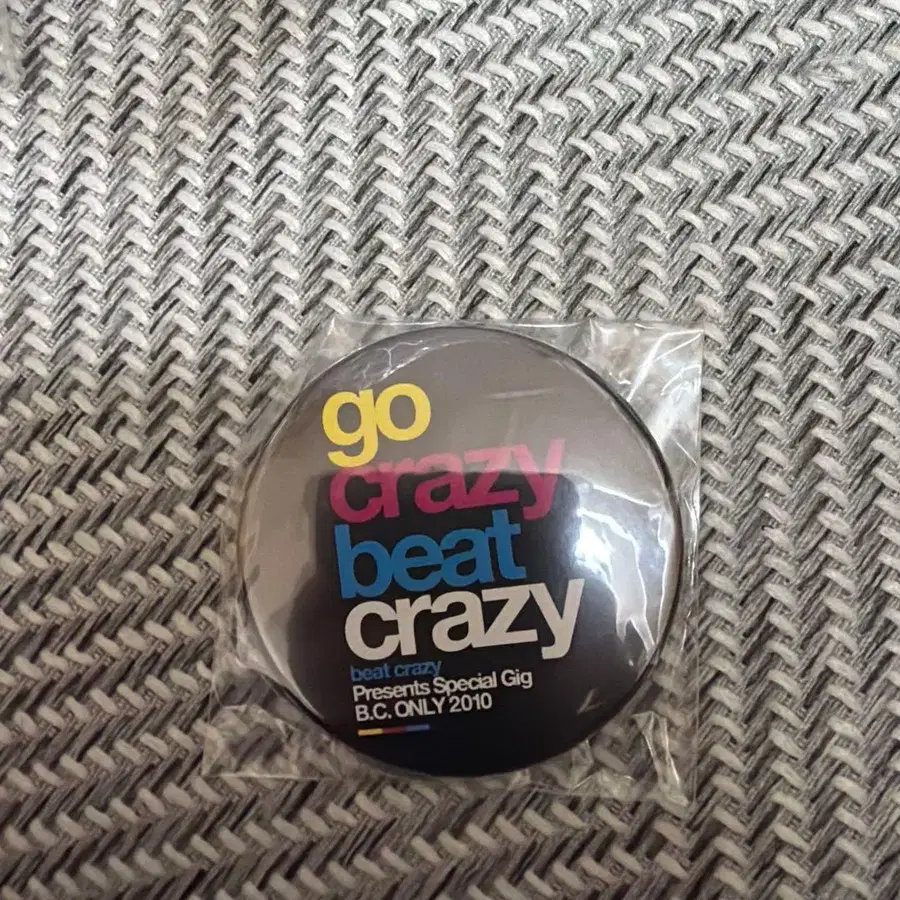 go
crazy
beat
crazy
beat crazy
Presents Special Gig
B.C. ONLY 2010